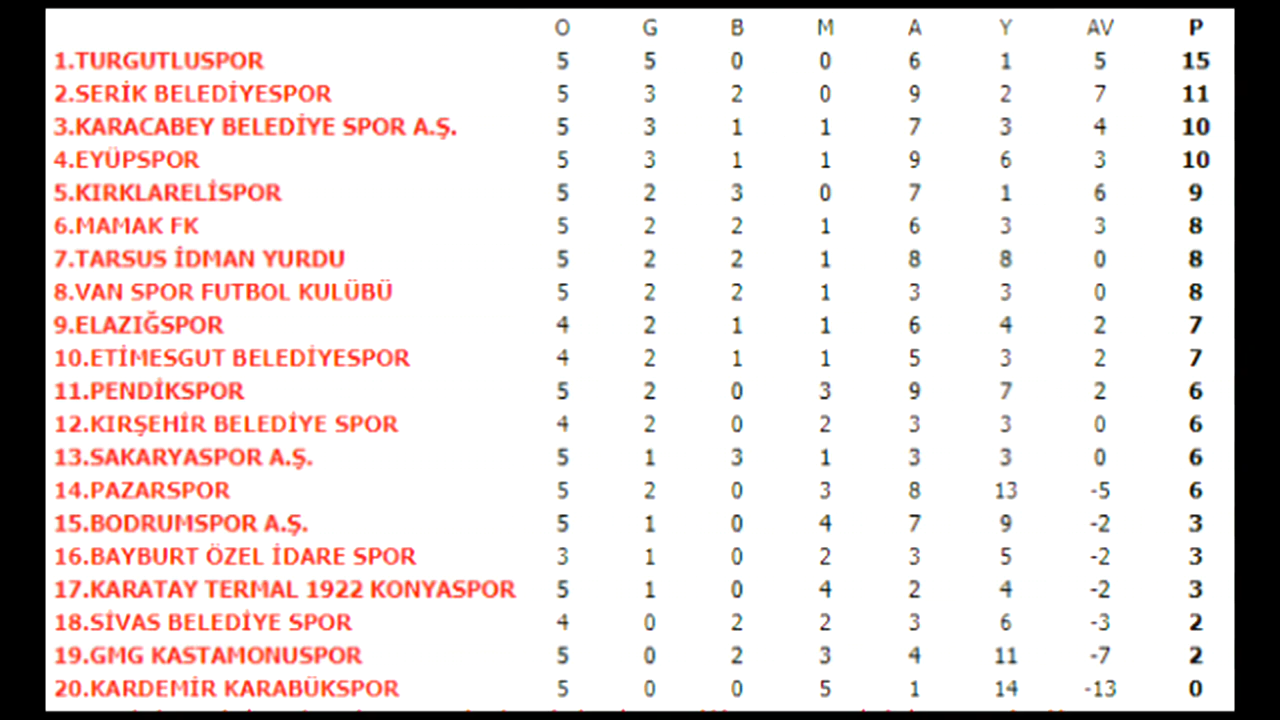 O G B M A Y AV P
1.TURGUTLUSPOR 5 5 0 0 6 1 5 15
2.SERİK BELEDİYESPOR 5 3 2 0 9 2 7 11
3.KARACABEY BELEDİYE SPOR A.Ş. 5 3 1 1 7 3 4 10
4.EYÜPSPOR 5 3 1 1 9 6 3 10
5.KIRKLARELİSPOR 5 2 3 0 7 1 6 9
6.MAMAK FK 5 2 2 1 6 3 3 8
7.TARSUS İDMAN YURDU 5 2 2 1 8 8 0 8
8.VAN SPOR FUTBOL KULÜBÜ 5 2 2 1 3 3 0 8
9.ELAZIĞSPOR 4 2 1 1 6 4 2 7
10.ETİMESGUT BELEDİYESPOR 4 2 1 1 5 3 2 7
11.PENDİKSPOR 5 2 0 3 9 7 2 6
12.KIRŞEHİR BELEDİYE SPOR 4 2 0 2 3 3 0 6
13.SAKARYASPOR A.Ş. 5 1 3 1 3 3 0 6
14.PAZARSPOR 5 2 0 3 8 13 -5 6
15.BODRUMSPOR A.Ş. 5 1 0 4 7 9 -2 3
16.BAYBURT ÖZEL İDARE SPOR 3 1 0 2 3 5 -2 3
17.KARATAY TERMAL 1922 KONYASPOR 5 1 0 4 2 4 -2 3
18.SİVAS BELEDİYE SPOR 4 0 2 2 3 6 -3 2
19.GMG KASTAMONUSPOR 5 0 2 3 4 11 -7 2
20.KARDEMİR KARABÜKSPOR 5 0 0 5 1 14 -13 0